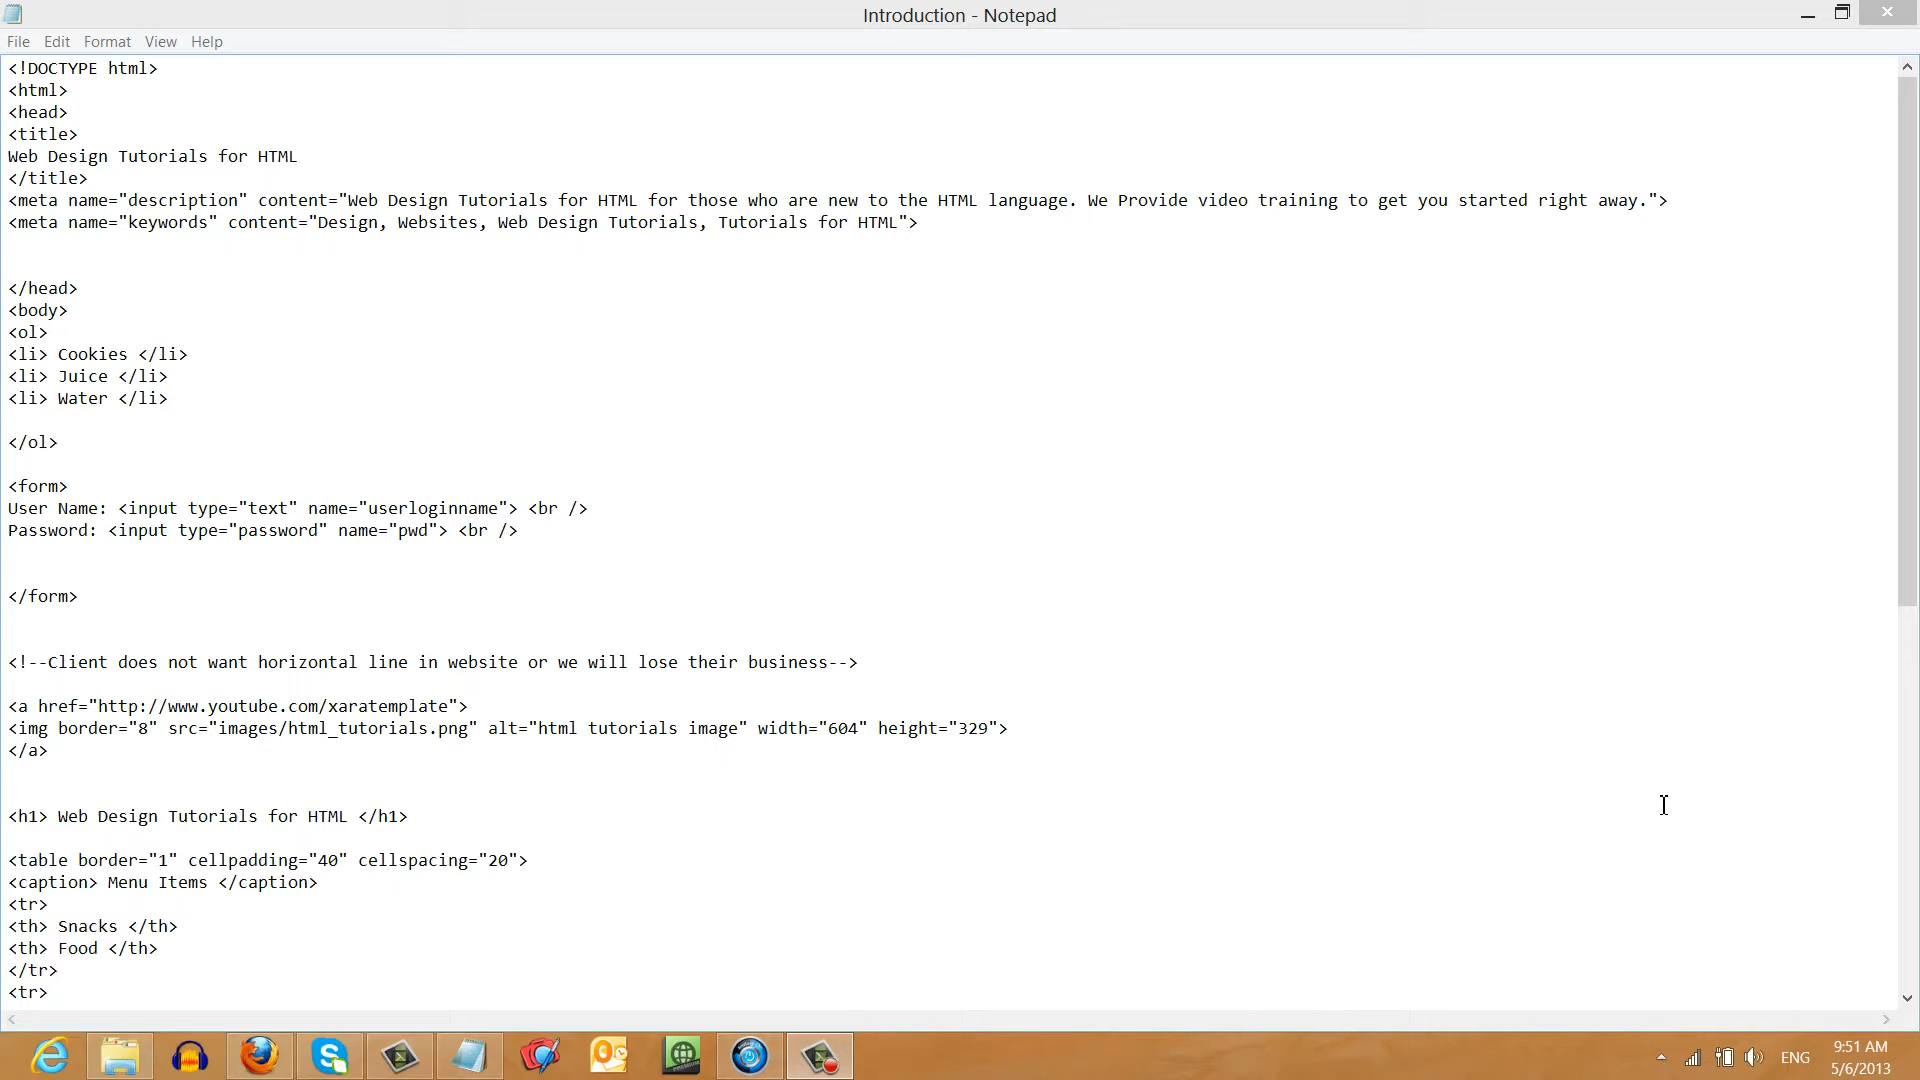 Introduction - Notepad
File Edit Format View Help
<!DOCTYPE html>
<html>
<head>
<title>
Web Design Tutorials for HTML
</title>
<meta name="description" content="Web Design Tutorials for HTML for those who are new to the HTML language. We Provide video training to get you started right away.">
<meta name="keywords" content="Design, Websites, Web Design Tutorials, Tutorials for HTML">
</head>
<body>
<ol>
<li> Cookies </li>
<li> Juice </li>
<li> Water </li>
</ol>
<form>
User Name: <input type="text" name="userloginname"> <br />
Password: <input type="password" name="pwd"> <br />
</form>
<!--Client does not want horizontal line in website or we will lose their business-->
<a href="http://www.youtube.com/xaratemplate">
<img border="8" src="images/html_tutorials.png" alt="html tutorials image" width="604" height="329">
</a>
<h1> Web Design Tutorials for HTML </h1>
<table border="1" cellpadding="40" cellspacing="20">
<caption> Menu Items </caption>
<tr>
<th> Snacks </th>
<th> Food </th>
</tr>
<tr>
ENG
9:51 AM
5/6/2013